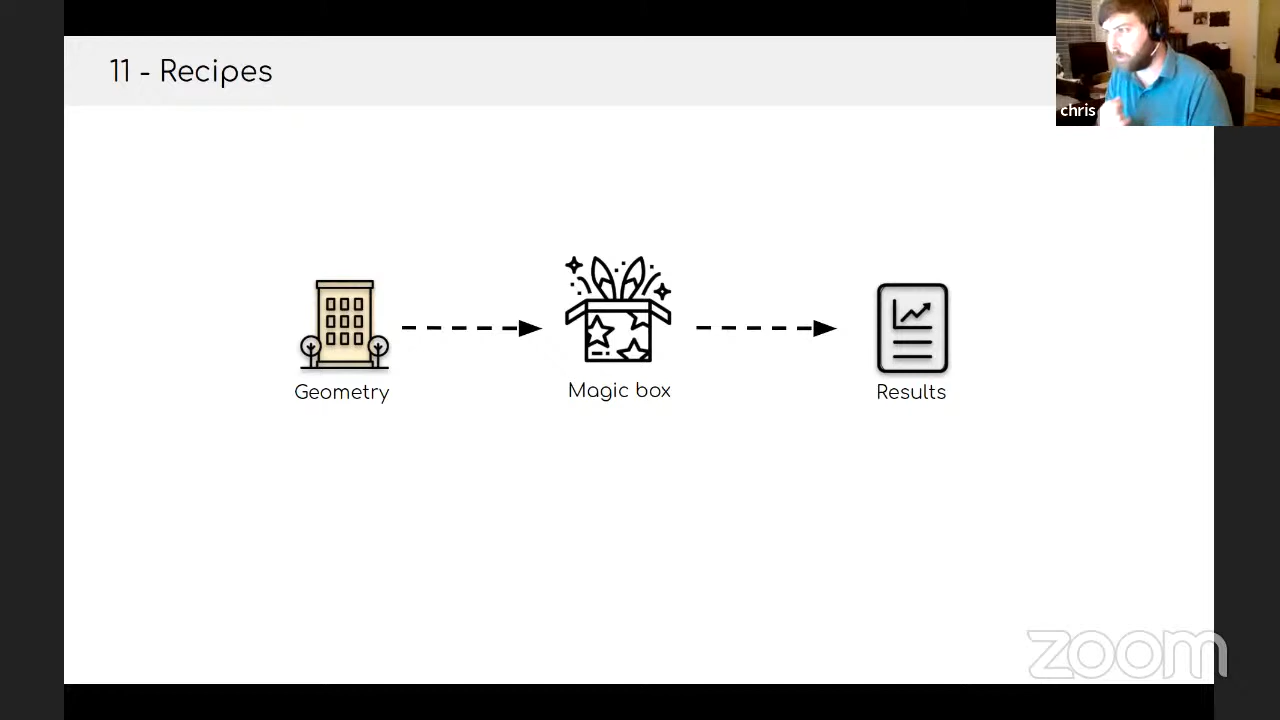 11 - Recipes
chris
Geometry
Magic box
Results
zoom